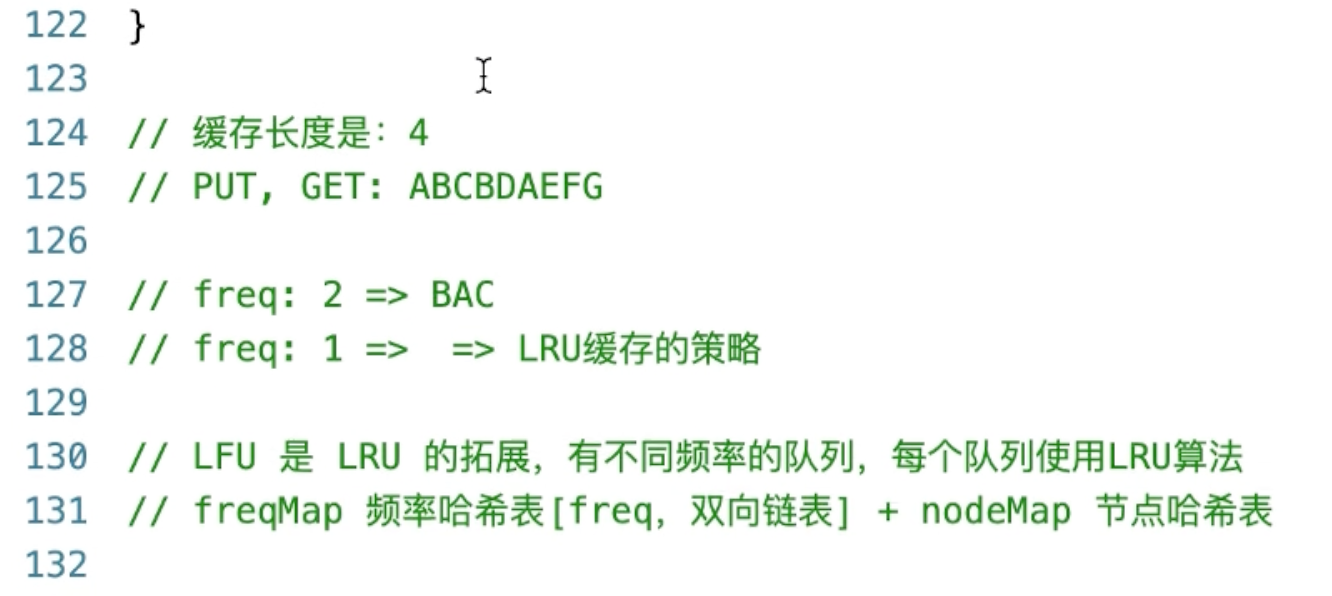 122 }
123
124 // 缓存长度是: 4
125 // PUT, GET: ABCBDAEFG
126
127 // freq: 2 => BAC
128 // freq: 1 =>  => LRU缓存的策略
129
130 // LFU 是 LRU 的拓展，有不同频率的队列，每个队列使用LRU算法
131 // freqMap 频率哈希表[freq, 双向链表] + nodeMap 节点哈希表
132